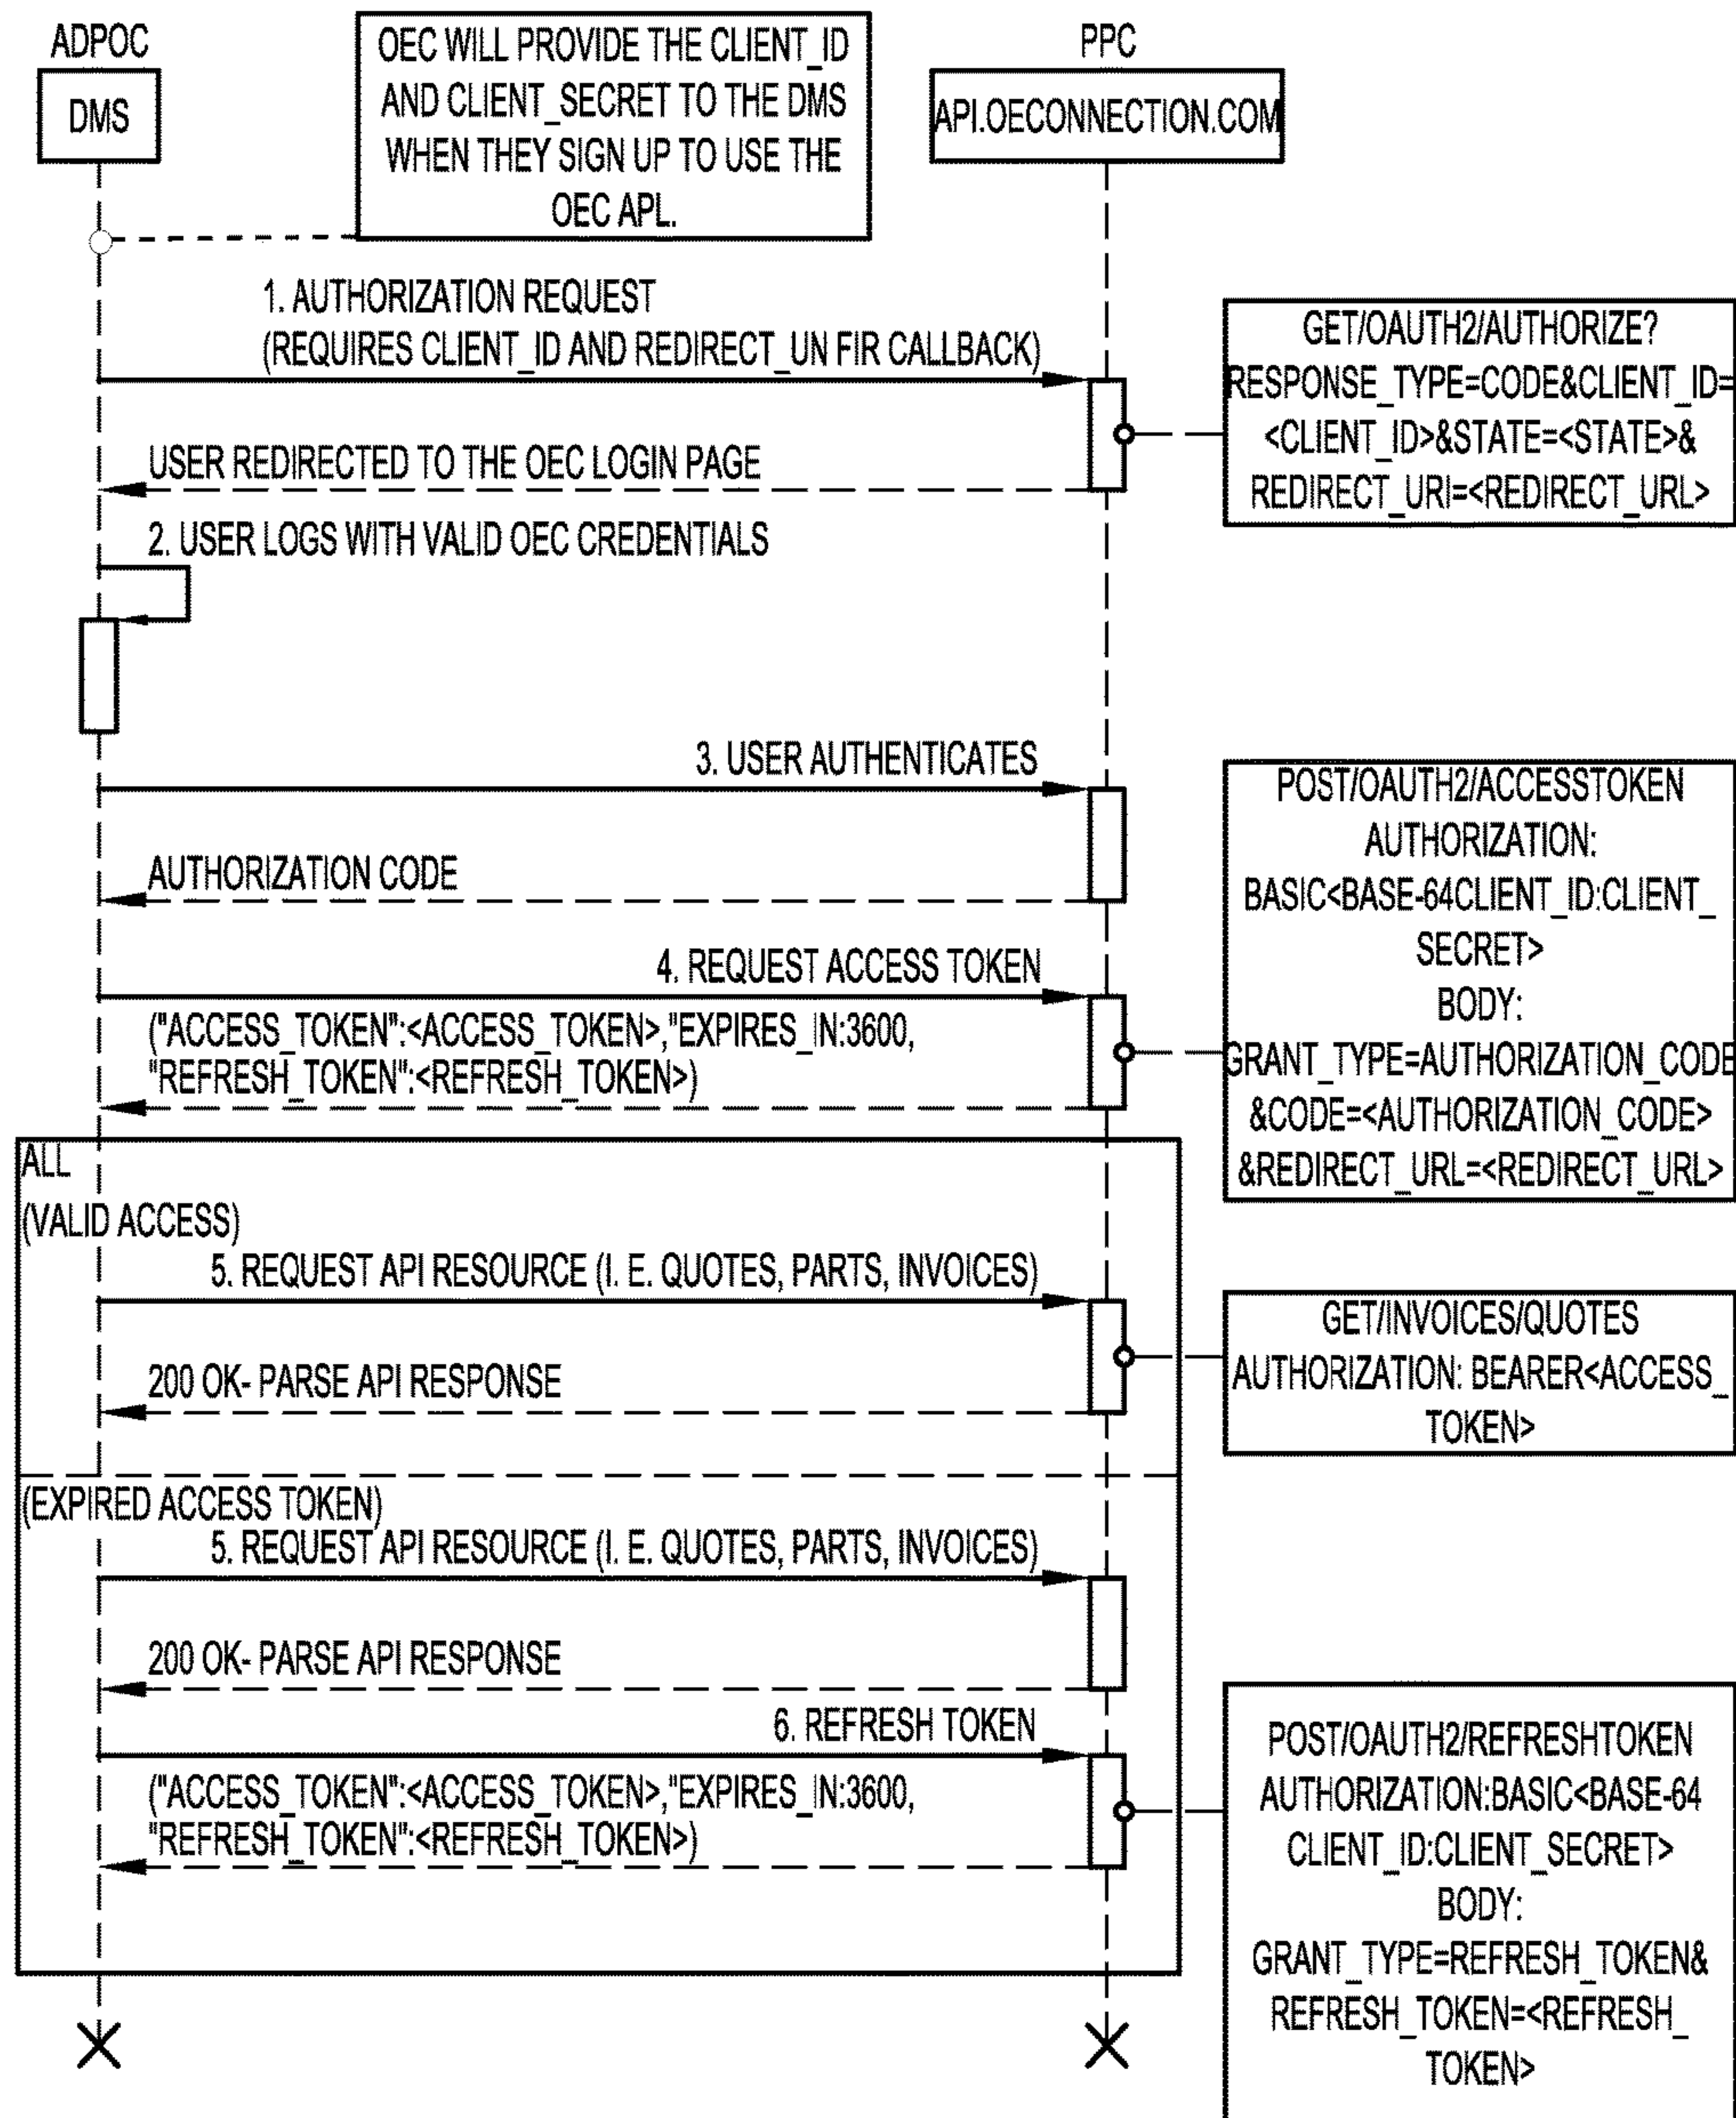 ADPOC
DMS
OEC WILL PROVIDE THE CLIENT_ID
AND CLIENT_SECRET TO THE DMS
WHEN THEY SIGN UP TO USE THE
OEC APL.
PPC
API.OECONNECTION.COM
1. AUTHORIZATION REQUEST
(REQUIRES CLIENT_ID AND REDIRECT_UN FIR CALLBACK)
GET/OAUTH2/AUTHORIZE?
RESPONSE_TYPE=CODE&CLIENT_ID=
<CLIENT_ID>&STATE=<STATE>&
REDIRECT_URI=<REDIRECT_URL>
USER REDIRECTED TO THE OEC LOGIN PAGE
2. USER LOGS WITH VALID OEC CREDENTIALS
3. USER AUTHENTICATES
AUTHORIZATION CODE
4. REQUEST ACCESS TOKEN
("ACCESS_TOKEN":<ACCESS_TOKEN>,"EXPIRES_IN:3600,
"REFRESH_TOKEN":<REFRESH_TOKEN>)
POST/OAUTH2/ACCESSTOKEN
AUTHORIZATION:
BASIC<BASE-64CLIENT_ID:CLIENT_
SECRET>
BODY:
GRANT_TYPE=AUTHORIZATION_CODE
&CODE=<AUTHORIZATION_CODE>
&REDIRECT_URL=<REDIRECT_URL>
ALL
(VALID ACCESS)
5. REQUEST API RESOURCE (I. E. QUOTES, PARTS, INVOICES)
200 OK- PARSE API RESPONSE
GET/INVOICES/QUOTES
AUTHORIZATION: BEARER<ACCESS_
TOKEN>
(EXPIRED ACCESS TOKEN)
5. REQUEST API RESOURCE (I. E. QUOTES, PARTS, INVOICES)
200 OK- PARSE API RESPONSE
6. REFRESH TOKEN
("ACCESS_TOKEN":<ACCESS_TOKEN>,"EXPIRES_IN:3600,
"REFRESH_TOKEN":<REFRESH_TOKEN>)
POST/OAUTH2/REFRESHTOKEN
AUTHORIZATION:BASIC<BASE-64
CLIENT_ID:CLIENT_SECRET>
BODY:
GRANT_TYPE=REFRESH_TOKEN&
REFRESH_TOKEN=<REFRESH_
TOKEN>